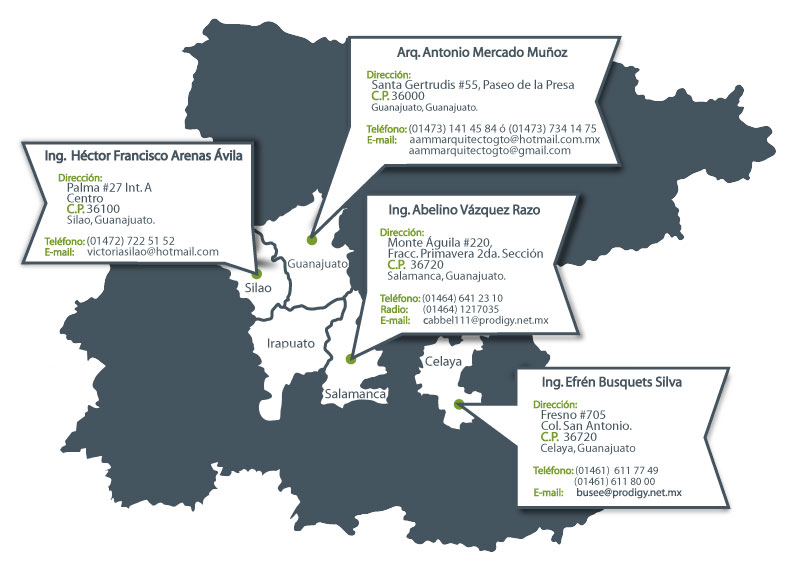 Arq. Antonio Mercado Muñoz
Dirección:
Santa Gertrudis #55, Paseo de la Presa
C.P. 36000
Guanajuato, Guanajuato.
Teléfono: (01473) 141 45 84 ó (01473) 734 14 75
E-mail: aammarquitectogto@hotmail.com.mx
aammarquitectogto@gmail.com
Ing. Héctor Francisco Arenas Ávila
Dirección:
Palma #27 Int. A
Centro
C.P. 36100
Silao, Guanajuato.
Teléfono: (01472) 722 51 52
E-mail: victoriasilao@hotmail.com
Ing. Abelino Vázquez Razo
Dirección:
Monte Águila #220,
Fracc. Primavera 2da. Sección
C.P. 36720
Salamanca, Guanajuato.
Teléfono: (01464) 641 23 10
Radio: (01464) 1217035
E-mail: cabbel111@prodigy.net.mx
Guanajuato
Silao
Irapuato
Salamanca
Celaya
Ing. Efrén Busquets Silva
Dirección:
Fresno #705
Col. San Antonio.
C.P. 36720
Celaya, Guanajuato
Teléfono: (01461) 611 77 49
(01461) 611 80 00
E-mail: busee@prodigy.net.mx